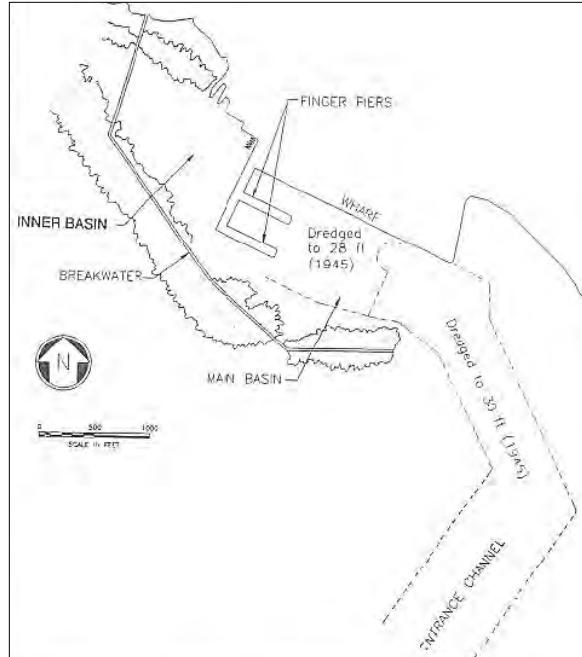 FINGER PIERS
WHARF
INNER BASIN
Dredged
to 28 ft
(1945)
BREAKWATER
MAIN BASIN
N
Dredged to 30 ft (1945)
0 500 1000
SCALE IN FEET
ENTRANCE CHANNEL